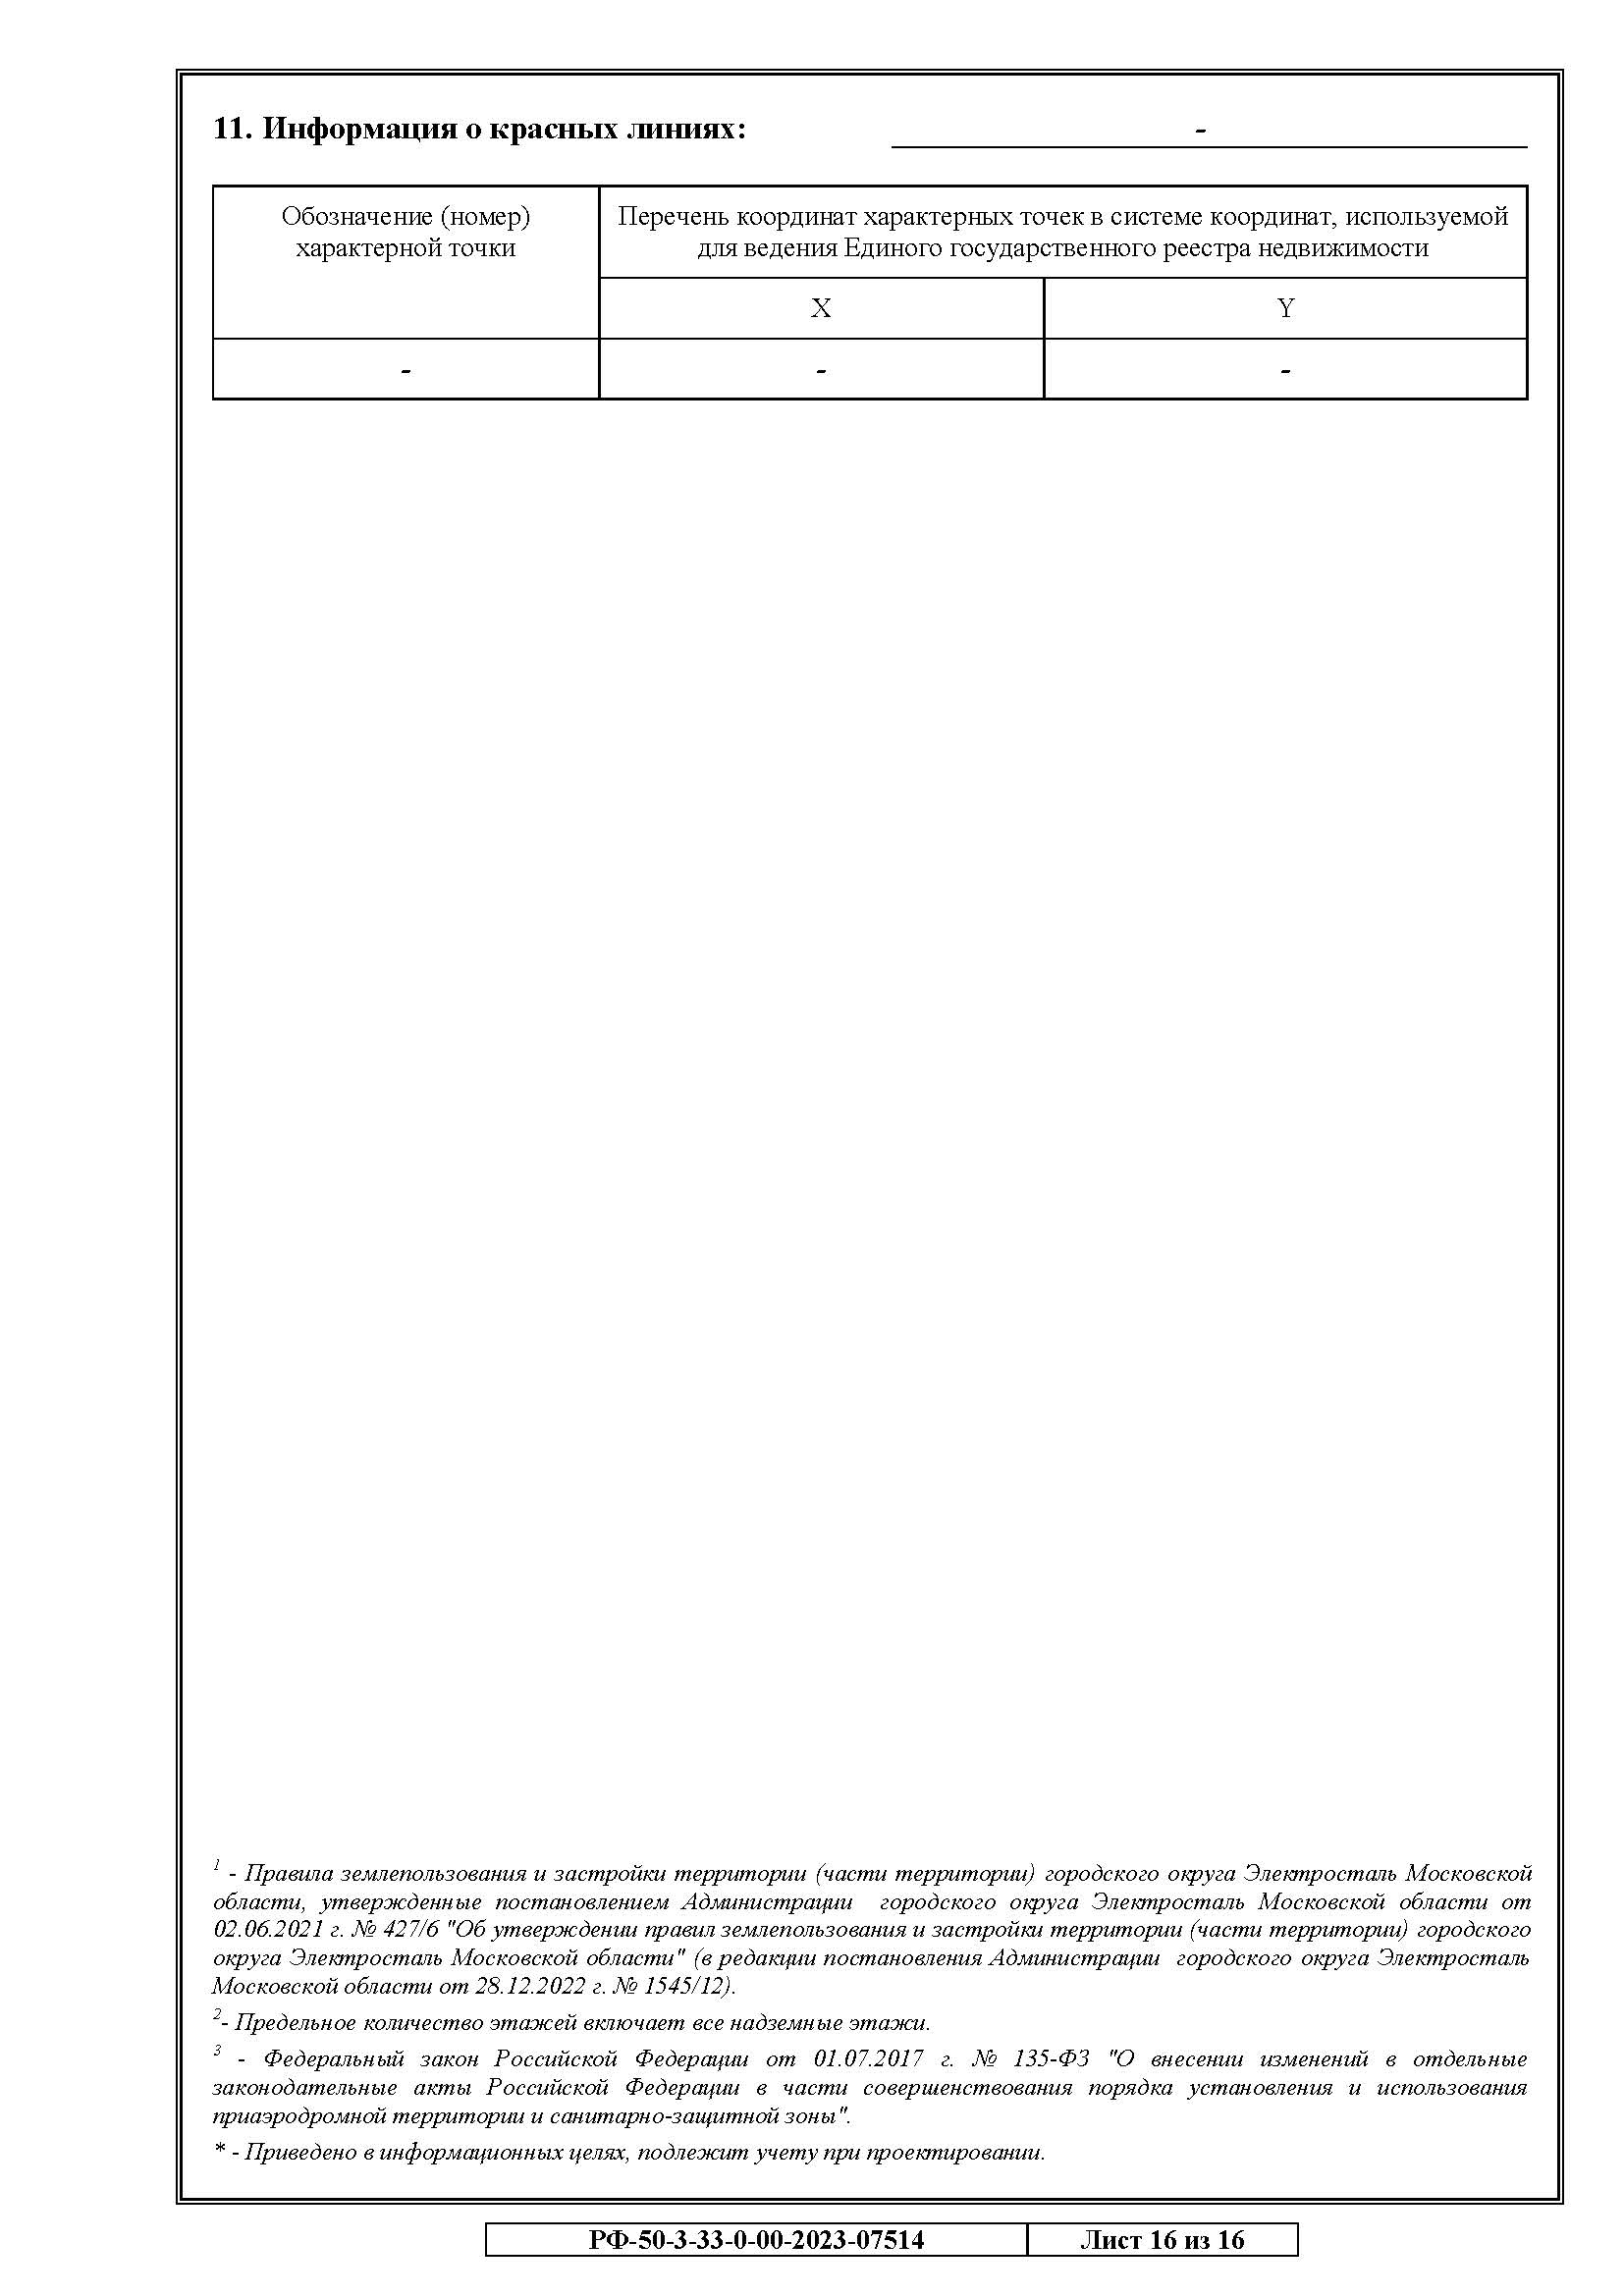 11. Информация о красных линиях: -
Обозначение (номер)
характерной точки
Перечень координат характерных точек в системе координат, используемой
для ведения Единого государственного реестра недвижимости
X Y
- - -
1 - Правила землепользования и застройки территории (части территории) городского округа Электросталь Московской
области, утвержденные постановлением Администрации городского округа Электросталь Московской области от
02.06.2021 г. № 427/6 "Об утверждении правил землепользования и застройки территории (части территории) городского
округа Электросталь Московской области" (в редакции постановления Администрации городского округа Электросталь
Московской области от 28.12.2022 г. № 1545/12).
2- Предельное количество этажей включает все надземные этажи.
3 - Федеральный закон Российской Федерации от 01.07.2017 г. № 135-ФЗ "О внесении изменений в отдельные
законодательные акты Российской Федерации в части совершенствования порядка установления и использования
приаэродромной территории и санитарно-защитной зоны".
* - Приведено в информационных целях, подлежит учету при проектировании.
РФ-50-3-33-0-00-2023-07514 Лист 16 из 16